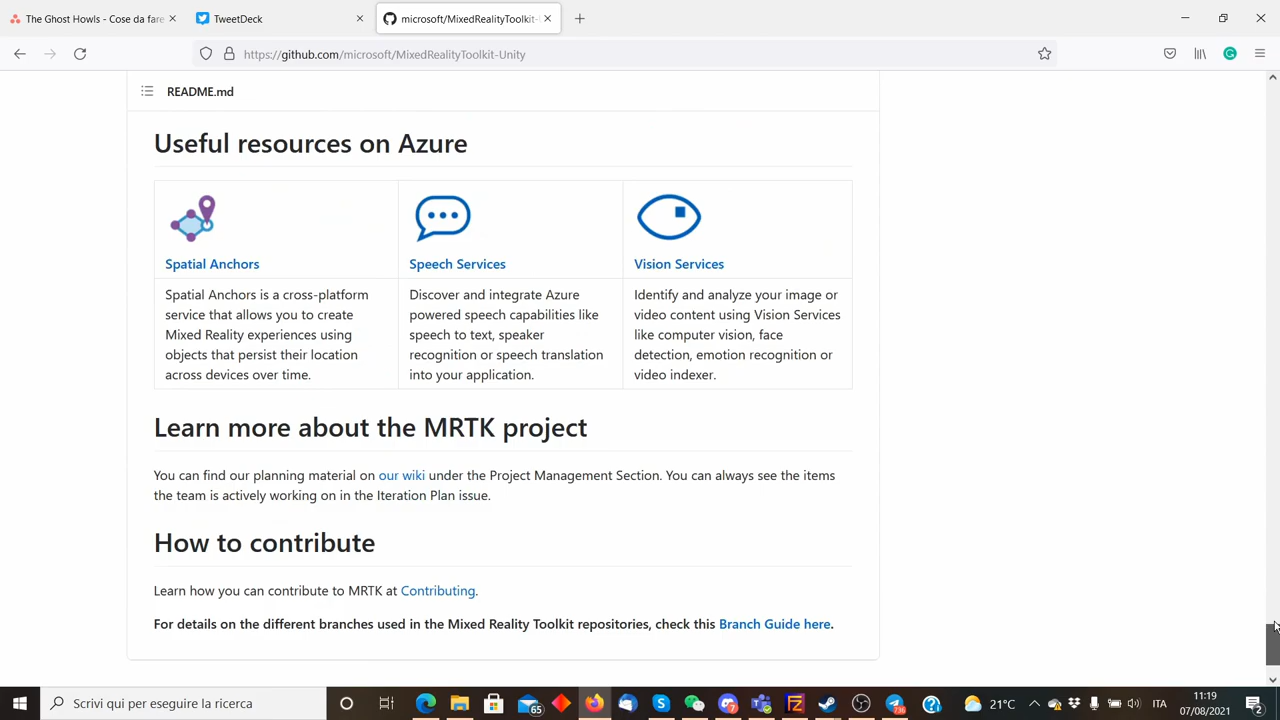 The Ghost Howls - Cose da fare
TweetDeck
microsoft/MixedRealityToolkit-
https://github.com/microsoft/MixedRealityToolkit-Unity
README.md
Useful resources on Azure
Spatial Anchors
Speech Services
Vision Services
Spatial Anchors is a cross-platform
service that allows you to create
Mixed Reality experiences using
objects that persist their location
across devices over time.
Discover and integrate Azure
powered speech capabilities like
speech to text, speaker
recognition or speech translation
into your application.
Identify and analyze your image or
video content using Vision Services
like computer vision, face
detection, emotion recognition or
video indexer.
Learn more about the MRTK project
You can find our planning material on our wiki under the Project Management Section. You can always see the items
the team is actively working on in the Iteration Plan issue.
How to contribute
Learn how you can contribute to MRTK at Contributing.
For details on the different branches used in the Mixed Reality Toolkit repositories, check this Branch Guide here.
Scrivi qui per eseguire la ricerca
65
7
736
21°C
ITA
11:19
07/08/2021
2